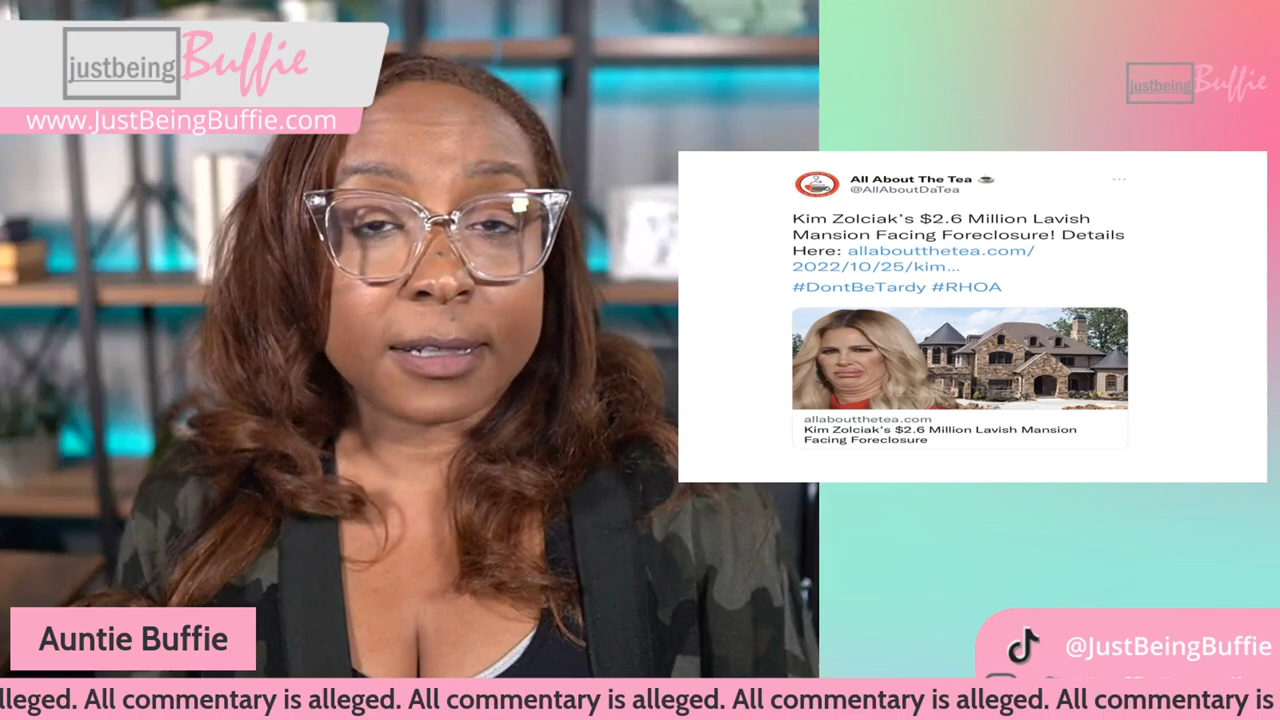 justbeing Buffie
www.JustBeingBuffie.com
justbeing Buffie
All About The Tea
@AllAboutDaTea
Kim Zolciak's $2.6 Million Lavish
Mansion Facing Foreclosure! Details
Here: allaboutthetea.com/
2022/10/25/kim...
#DontBeTardy #RHOA
allaboutthetea.com
Kim Zolciak's $2.6 Million Lavish Mansion
Facing Foreclosure
Auntie Buffie
@JustBeingBuffie
lleged. All commentary is alleged. All commentary is alleged. All commentary is alleged. All commentary is